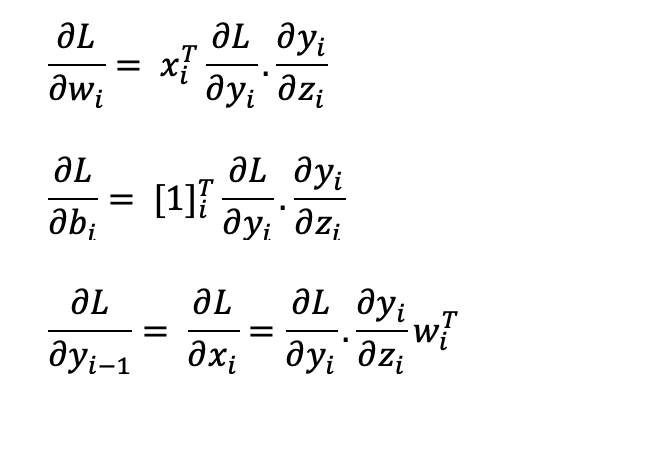 ∂L/∂w_i = x_i^T ∂L/∂y_i . ∂y_i/∂z_i
∂L/∂b_i = [1]_i^T ∂L/∂y_i . ∂y_i/∂z_i
∂L/∂y_{i−1} = ∂L/∂x_i = ∂L/∂y_i . ∂y_i/∂z_i w_i^T